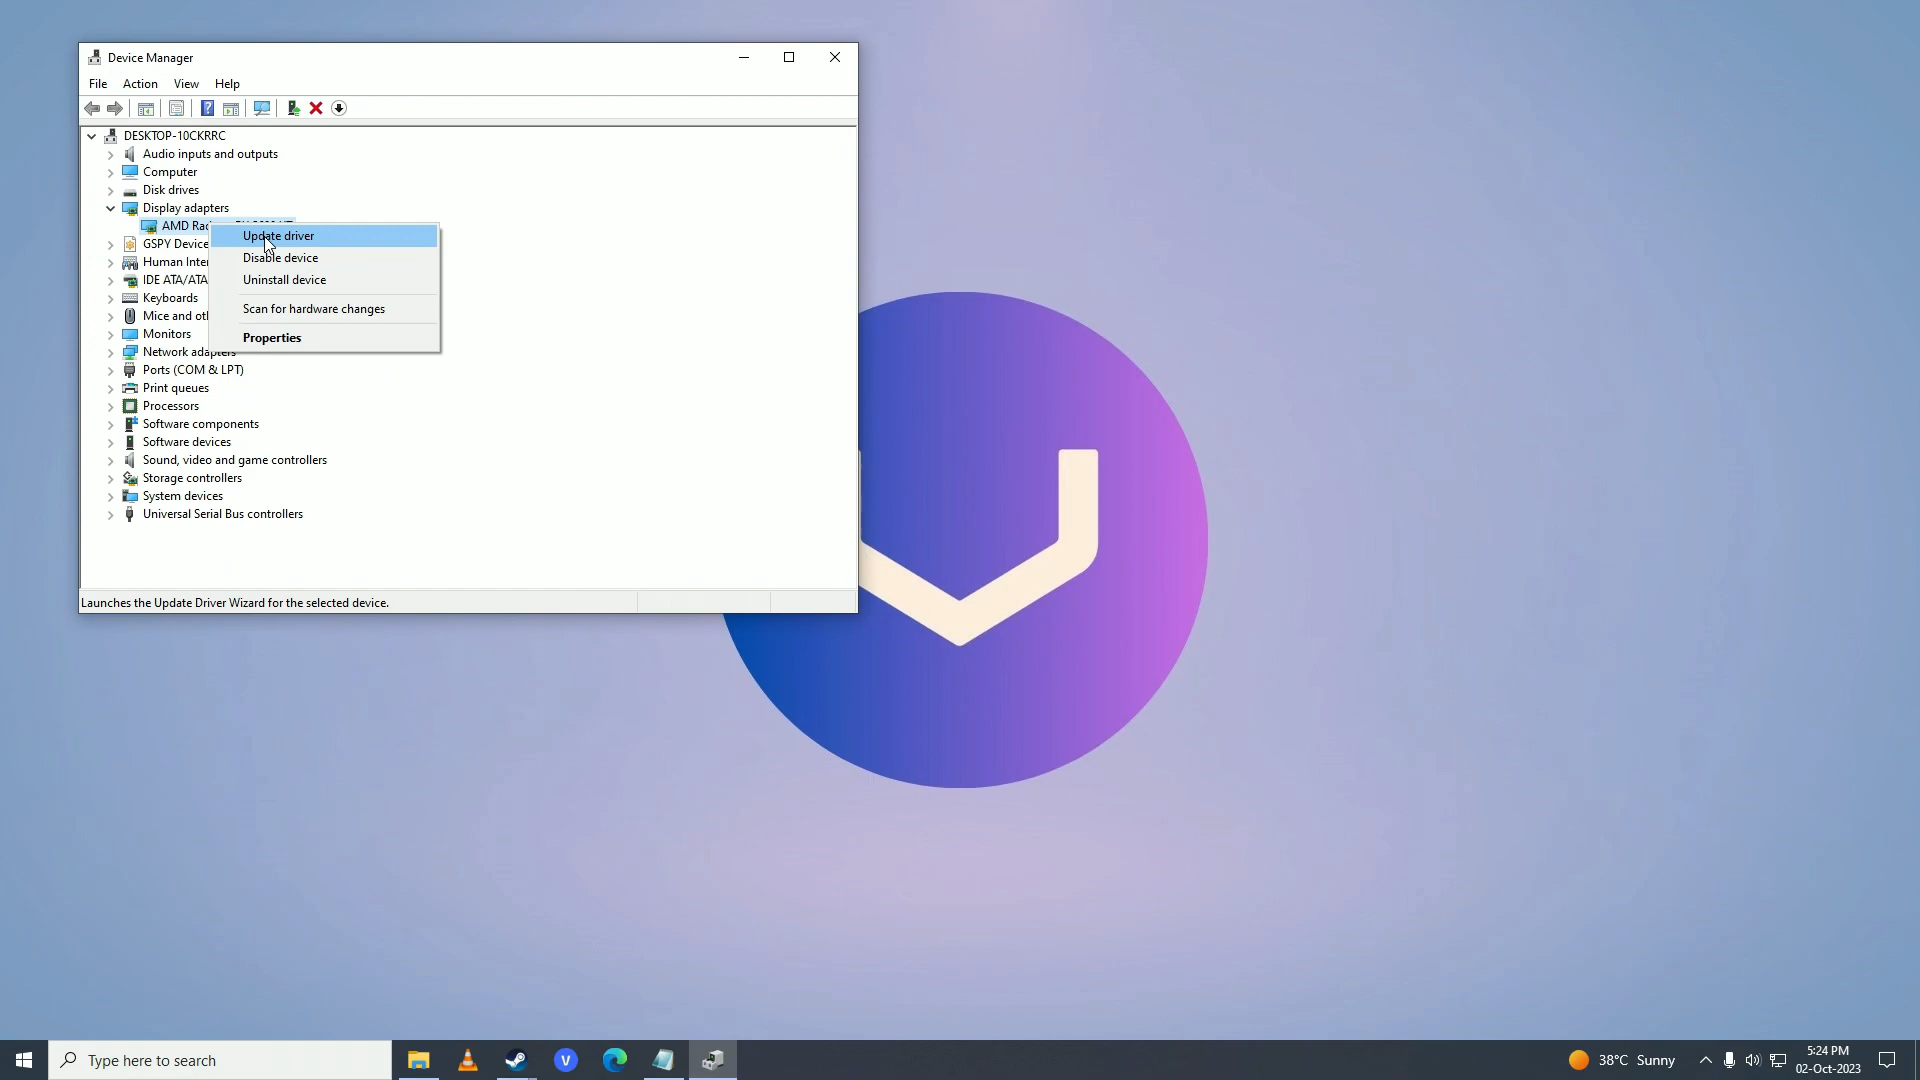 Device Manager
File Action View Help
DESKTOP-10CKRRC
Audio inputs and outputs
Computer
Disk drives
Display adapters
AMD
Update driver
GSPY Device
Disable device
Human
IDE ATA/ATA
Uninstall device
Keyboards
Scan for hardware changes
Mice and
Monitors
Properties
Network adapters
Ports (COM & LPT)
Print queues
Processors
Software components
Software devices
Sound, video and game controllers
Storage controllers
System devices
Universal Serial Bus controllers
Launches the Update Driver Wizard for the selected device.
Type here to search
V
38°C Sunny
5:24 PM
02-Oct-2023